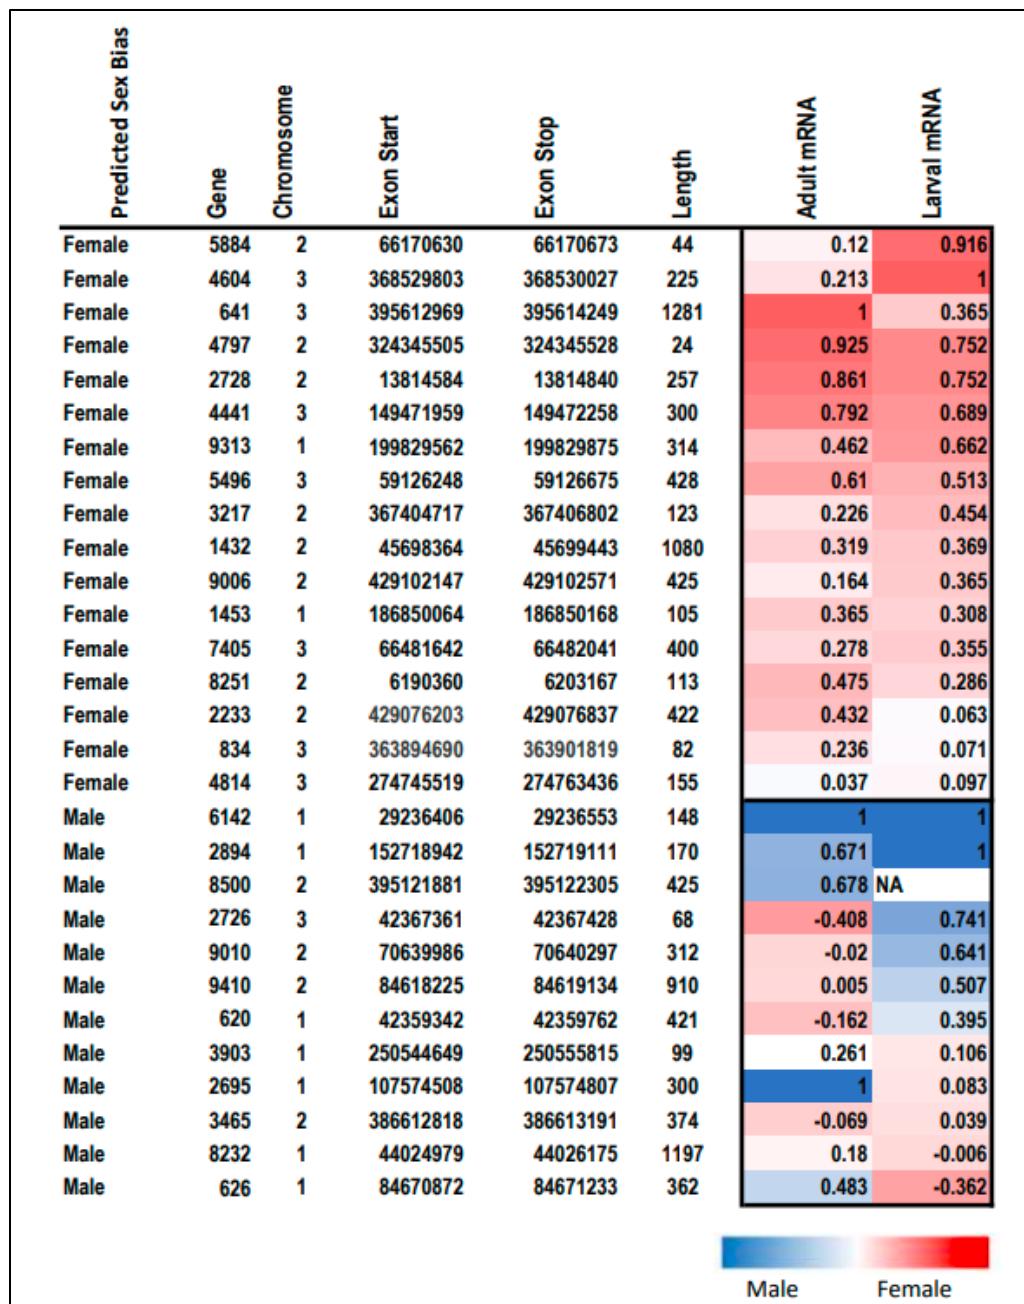 Predicted Sex Bias Gene Chromosome Exon Start Exon Stop Length Adult mRNA Larval mRNA
Female 5884 2 66170630 66170673 44 0.12 0.916
Female 4604 3 368529803 368530027 225 0.213 1
Female 641 3 395612969 395614249 1281 1 0.365
Female 4797 2 324345505 324345528 24 0.925 0.752
Female 2728 2 13814584 13814840 257 0.861 0.752
Female 4441 3 149471959 149472258 300 0.792 0.689
Female 9313 1 199829562 199829875 314 0.462 0.662
Female 5496 3 59126248 59126675 428 0.61 0.513
Female 3217 2 367404717 367406802 123 0.226 0.454
Female 1432 2 45698364 45699443 1080 0.319 0.369
Female 9006 2 429102147 429102571 425 0.164 0.365
Female 1453 1 186850064 186850168 105 0.365 0.308
Female 7405 3 66481642 66482041 400 0.278 0.355
Female 8251 2 6190360 6203167 113 0.475 0.286
Female 2233 2 429076203 429076837 422 0.432 0.063
Female 834 3 363894690 363901819 82 0.236 0.071
Female 4814 3 274745519 274763436 155 0.037 0.097
Male 6142 1 29236406 29236553 148 1 1
Male 2894 1 152718942 152719111 170 0.671 1
Male 8500 2 395121881 395122305 425 0.678 NA
Male 2726 3 42367361 42367428 68 -0.408 0.741
Male 9010 2 70639986 70640297 312 -0.02 0.641
Male 9410 2 84618225 84619134 910 0.005 0.507
Male 620 1 42359342 42359762 421 -0.162 0.395
Male 3903 1 250544649 250555815 99 0.261 0.106
Male 2695 1 107574508 107574807 300 1 0.083
Male 3465 2 386612818 386613191 374 -0.069 0.039
Male 8232 1 44024979 44026175 1197 0.18 -0.006
Male 626 1 84670872 84671233 362 0.483 -0.362
Male Female